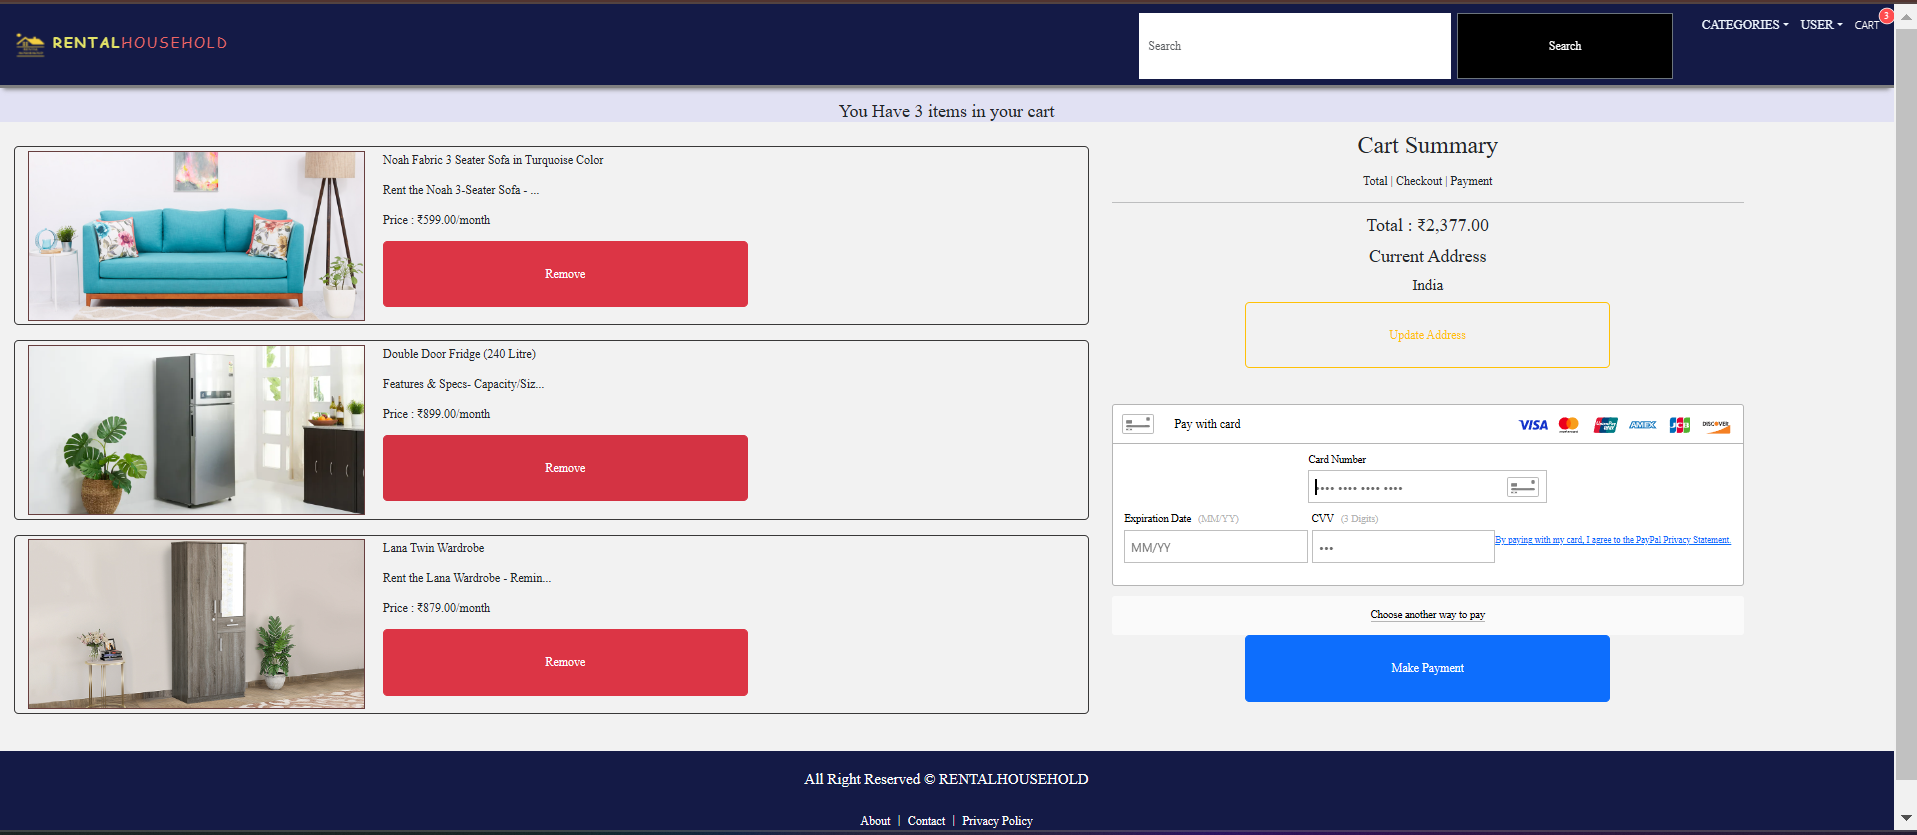 RENTALHOUSEHOLD
Search
Search
CATEGORIES
USER
CART
3
You Have 3 items in your cart
Noah Fabric 3 Seater Sofa in Turquoise Color
Rent the Noah 3-Seater Sofa - ...
Price : ₹599.00/month
Remove
Double Door Fridge (240 Litre)
Features & Specs- Capacity/Siz...
Price : ₹899.00/month
Remove
Lana Twin Wardrobe
Rent the Lana Wardrobe - Remin...
Price : ₹879.00/month
Remove
Cart Summary
Total | Checkout | Payment
Total : ₹2,377.00
Current Address
India
Update Address
Pay with card
VISA
AMEX
JCB
DISCOVER
Card Number
•••• •••• •••• ••••
Expiration Date (MM/YY)
MM/YY
CVV (3 Digits)
•••
By paying with my card, I agree to the PayPal Privacy Statement.
Choose another way to pay
Make Payment
All Right Reserved © RENTALHOUSEHOLD
About | Contact | Privacy Policy